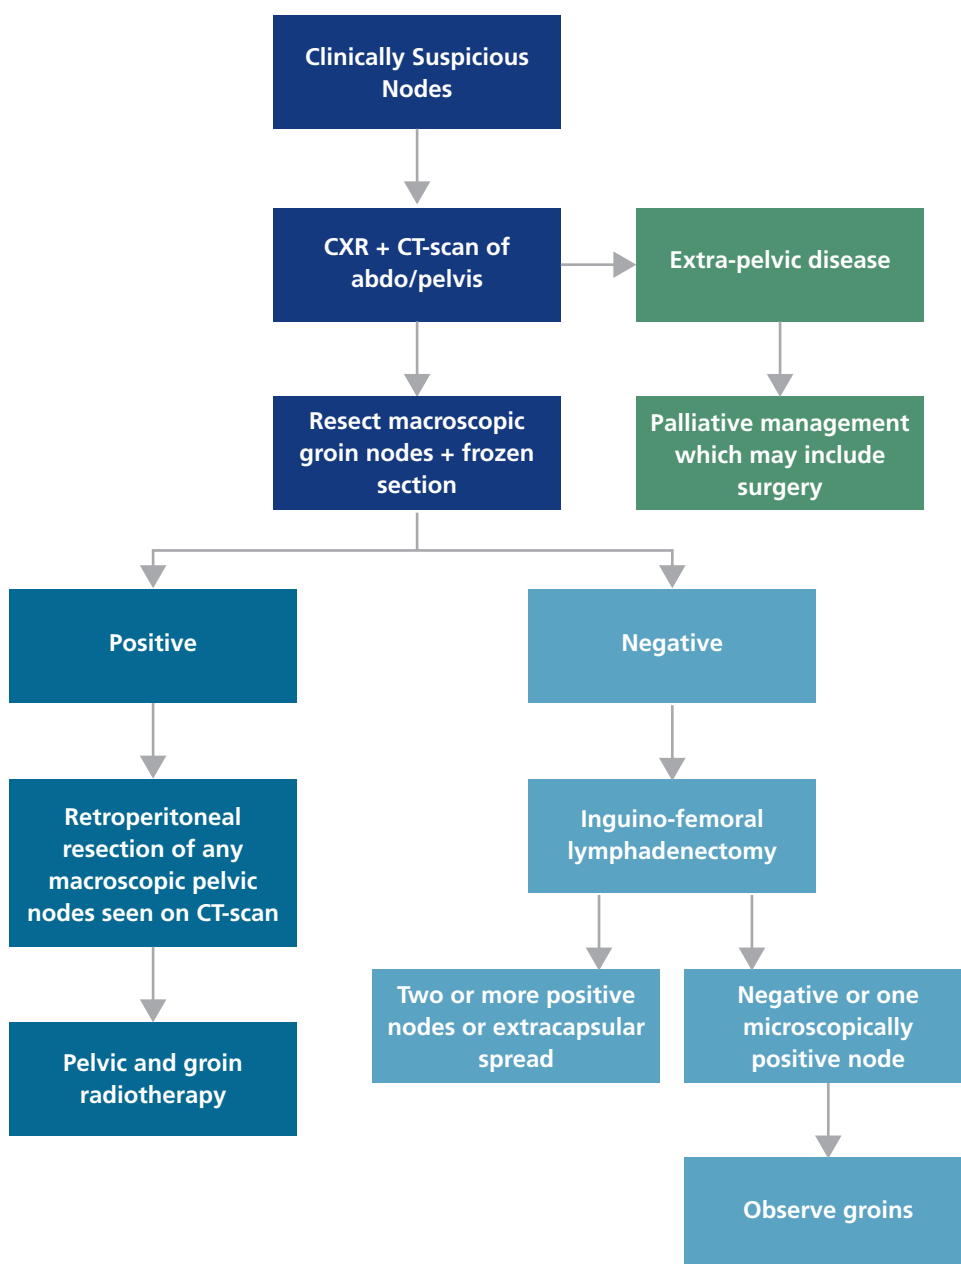 Clinically Suspicious
Nodes
CXR + CT-scan of
abdo/pelvis
Extra-pelvic disease
Resect macroscopic
groin nodes + frozen
section
Palliative management
which may include
surgery
Positive
Negative
Retroperitoneal
resection of any
macroscopic pelvic
nodes seen on CT-scan
Inguino-femoral
lymphadenectomy
Pelvic and groin
radiotherapy
Two or more positive
nodes or extracapsular
spread
Negative or one
microscopically
positive node
Observe groins